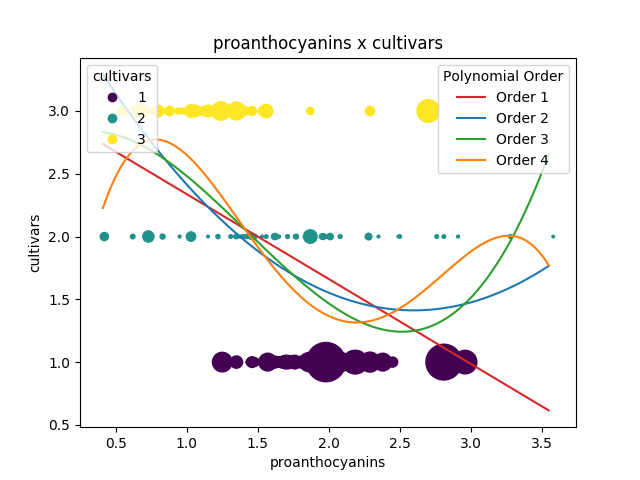 proanthocyanins x cultivars
cultivars
1
2
3
Polynomial Order
Order 1
Order 2
Order 3
Order 4
cultivars
3.0
2.5
2.0
1.5
1.0
0.5
0.5 1.0 1.5 2.0 2.5 3.0 3.5
proanthocyanins